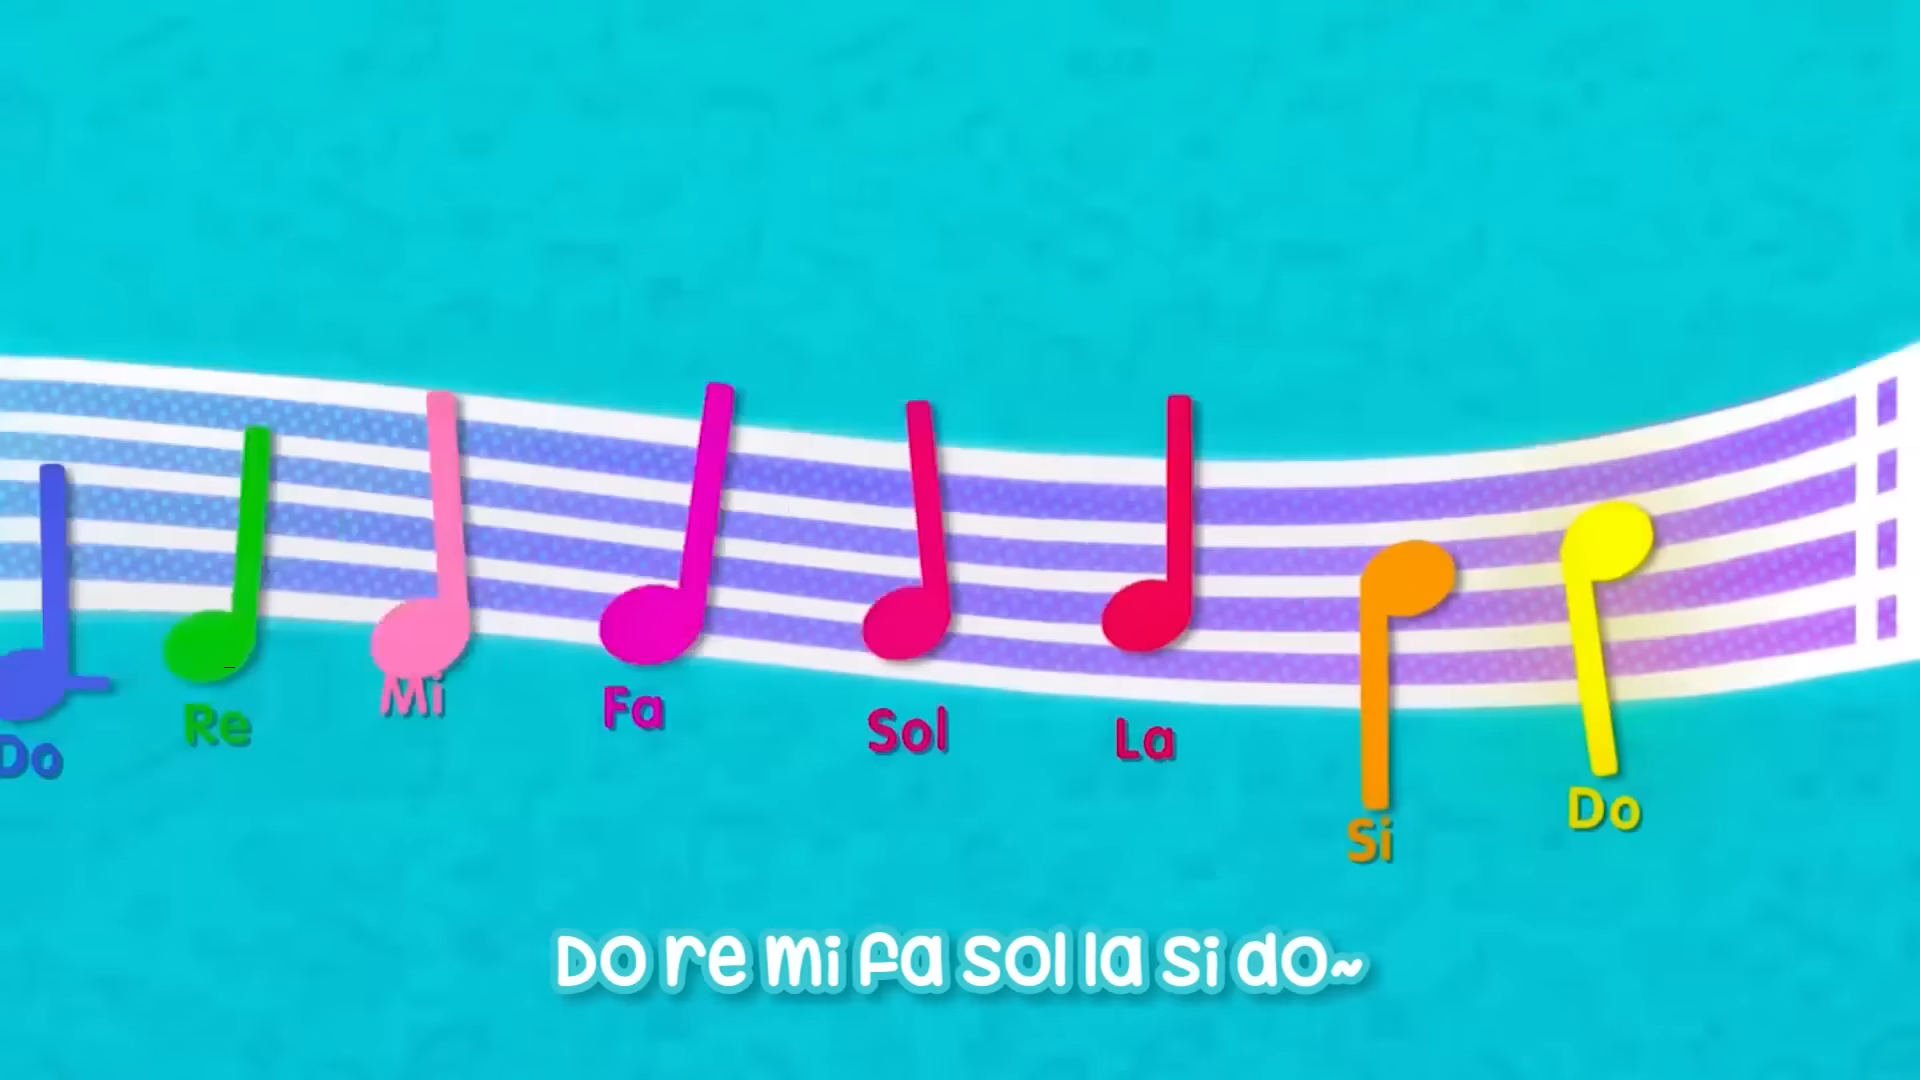 Do
Re
Mi
Fa
Sol
La
Si
Do
Do re mi fa sol la si do~